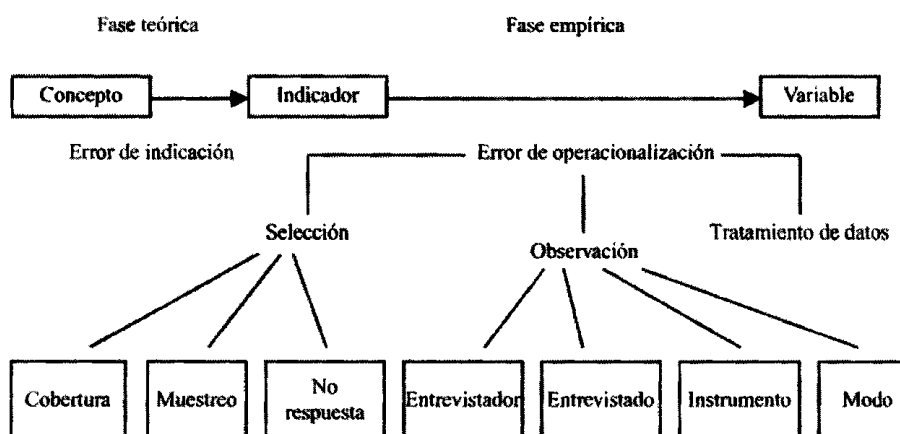 Fase teórica
Fase empírica
Concepto
Indicador
Variable
Error de indicación
Error de operacionalización
Selección
Observación
Tratamiento de datos
Cobertura
Muestreo
No
respuesta
Entrevistador
Entrevistado
Instrumento
Modo